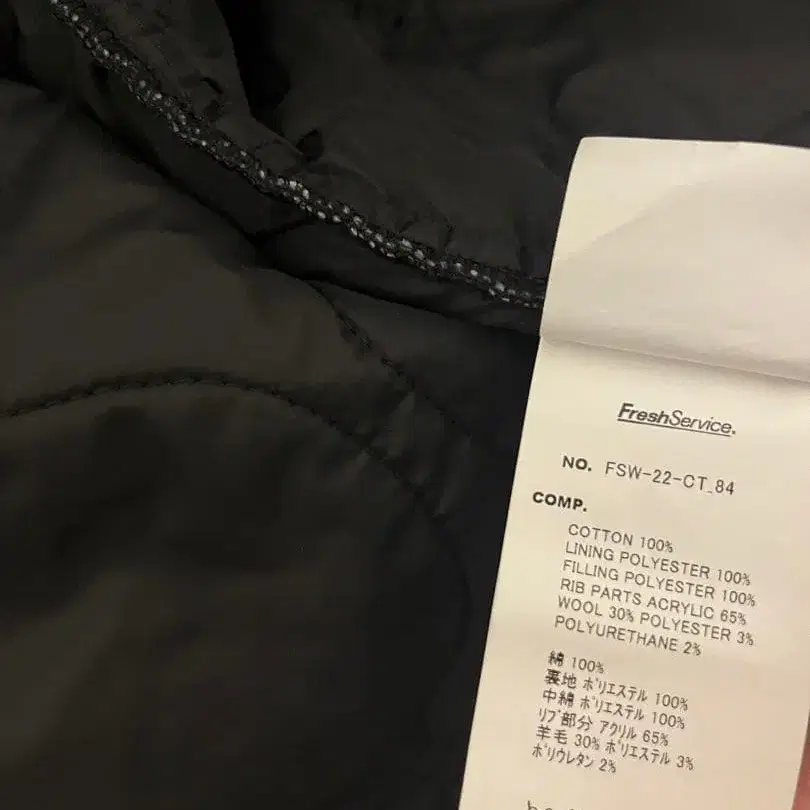 FreshService.
NO. FSW-22-CT_84
COMP.
COTTON 100%
LINING POLYESTER 100%
FILLING POLYESTER 100%
RIB PARTS ACRYLIC 65%
WOOL 30% POLYESTER 3%
POLYURETHANE 2%
綿 100%
裏地 ポリエステル 100%
中綿 ポリエステル 100%
リブ部分 アクリル 65%
羊毛 30% ポリエステル 3%
ポリウレタン 2%